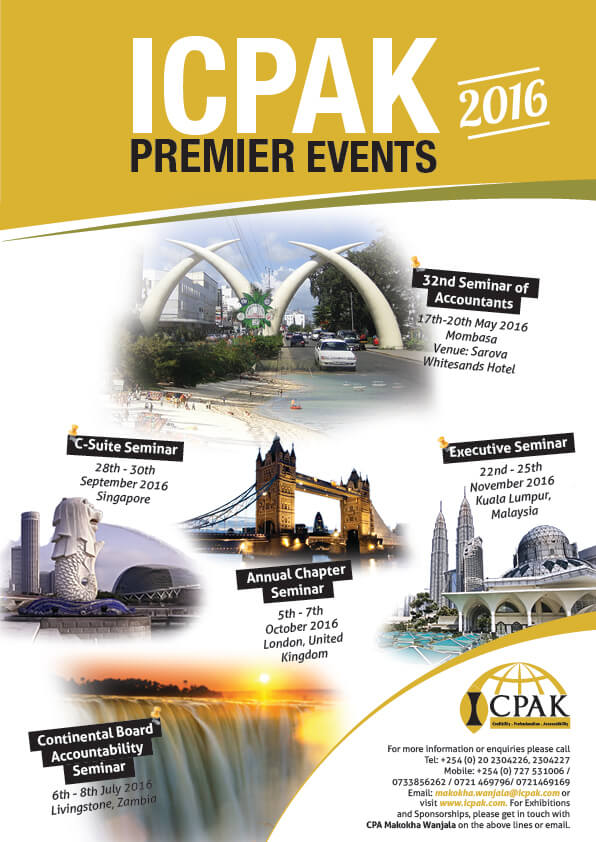 ICPAK
2016
PREMIER EVENTS
32nd Seminar of
Accountants
17th-20th May 2016
Mombasa
Venue: Sarova
Whitesands Hotel
C-Suite Seminar
28th - 30th
September 2016
Singapore
Executive Seminar
22nd - 25th
November 2016
Kuala Lumpur,
Malaysia
Annual Chapter
Seminar
5th - 7th
October 2016
London, United
Kingdom
Continental Board
Accountability
Seminar
6th - 8th July 2016
Livingstone, Zambia
ICPAK
Credibility . Professionalism . Accountability
For more information or enquiries please call
Tel: +254 (0) 20 2304226, 2304227
Mobile: +254 (0) 727 531006 /
0733856262 / 0721 469796/ 0721469169
Email: makokha.wanjala@icpak.com or
visit www.icpak.com. For Exhibitions
and Sponsorships, please get in touch with
CPA Makokha Wanjala on the above lines or email.